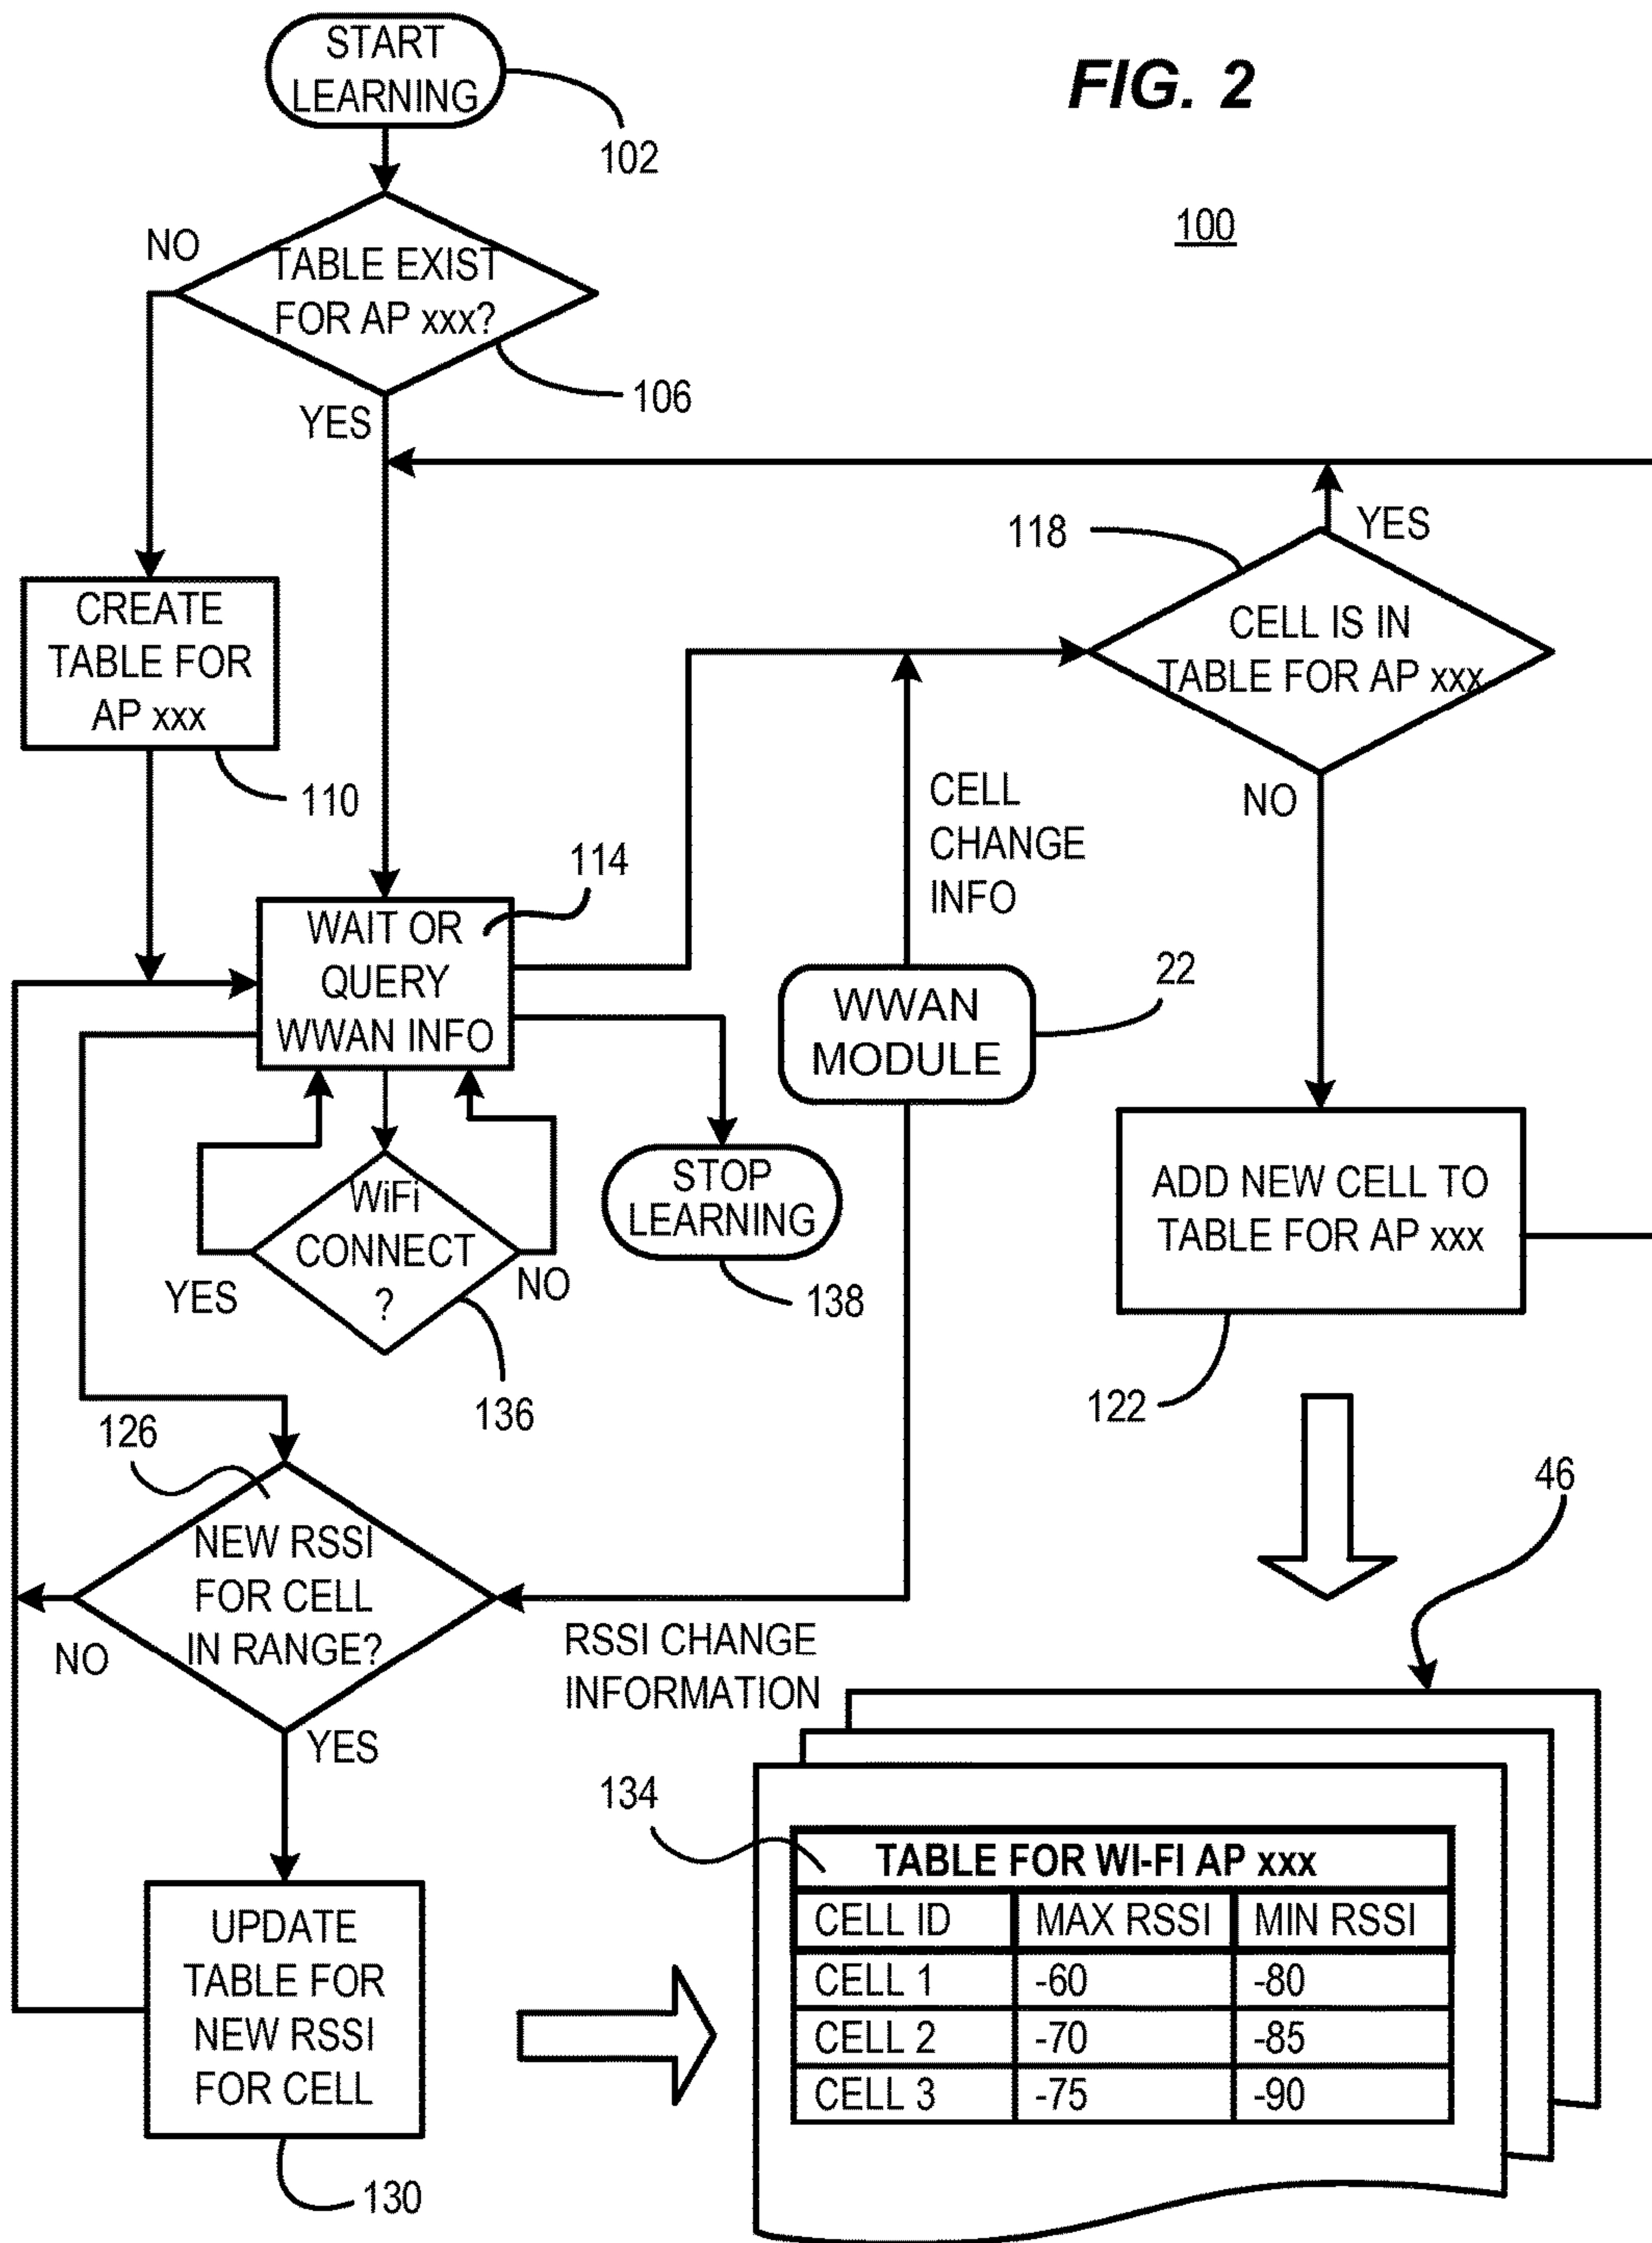 START
LEARNING
102
FIG. 2
100
NO
TABLE EXIST
FOR AP xxx?
106
YES
118
YES
CELL IS IN
TABLE FOR AP xxx
NO
CREATE
TABLE FOR
AP xxx
110
CELL
CHANGE
INFO
114
WAIT OR
QUERY
WWAN INFO
22
WWAN
MODULE
WiFi
CONNECT
?
YES
NO
136
STOP
LEARNING
138
ADD NEW CELL TO
TABLE FOR AP xxx
122
126
NEW RSSI
FOR CELL
IN RANGE?
NO
YES
RSSI CHANGE
INFORMATION
46
134
TABLE FOR WI-FI AP xxx
CELL ID MAX RSSI MIN RSSI
CELL 1 -60 -80
CELL 2 -70 -85
CELL 3 -75 -90
UPDATE
TABLE FOR
NEW RSSI
FOR CELL
130